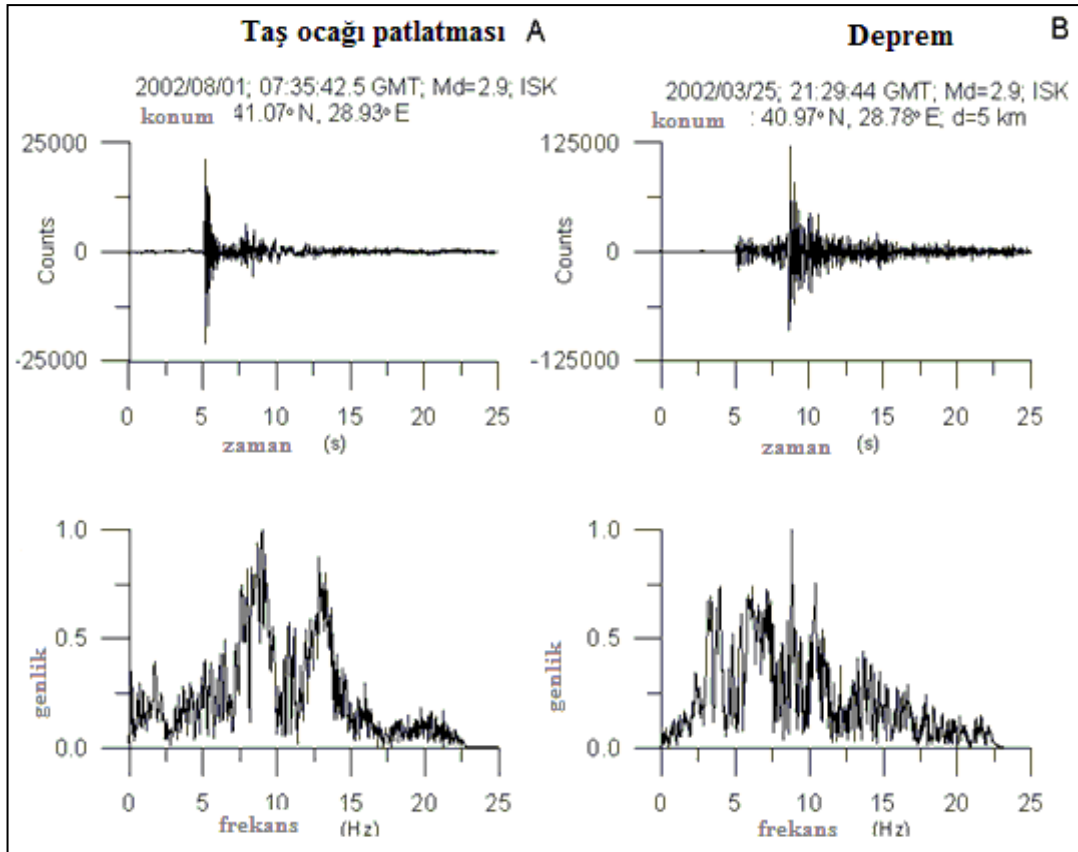 Taş ocağı patlatması A
2002/08/01; 07:35:42.5 GMT; Md=2.9; ISK
konum 41.07° N, 28.93° E
25000
Counts
0
-25000
0 5 10 15 20 25
zaman (s)
1.0
genlik
0.5
0.0
0 5 10 15 20 25
frekans (Hz)
Deprem B
2002/03/25; 21:29:44 GMT; Md=2.9; ISK
konum : 40.97° N, 28.78° E; d=5 km
125000
Counts
0
-125000
0 5 10 15 20 25
zaman (s)
1.0
genlik
0.5
0.0
0 5 10 15 20 25
frekans (Hz)